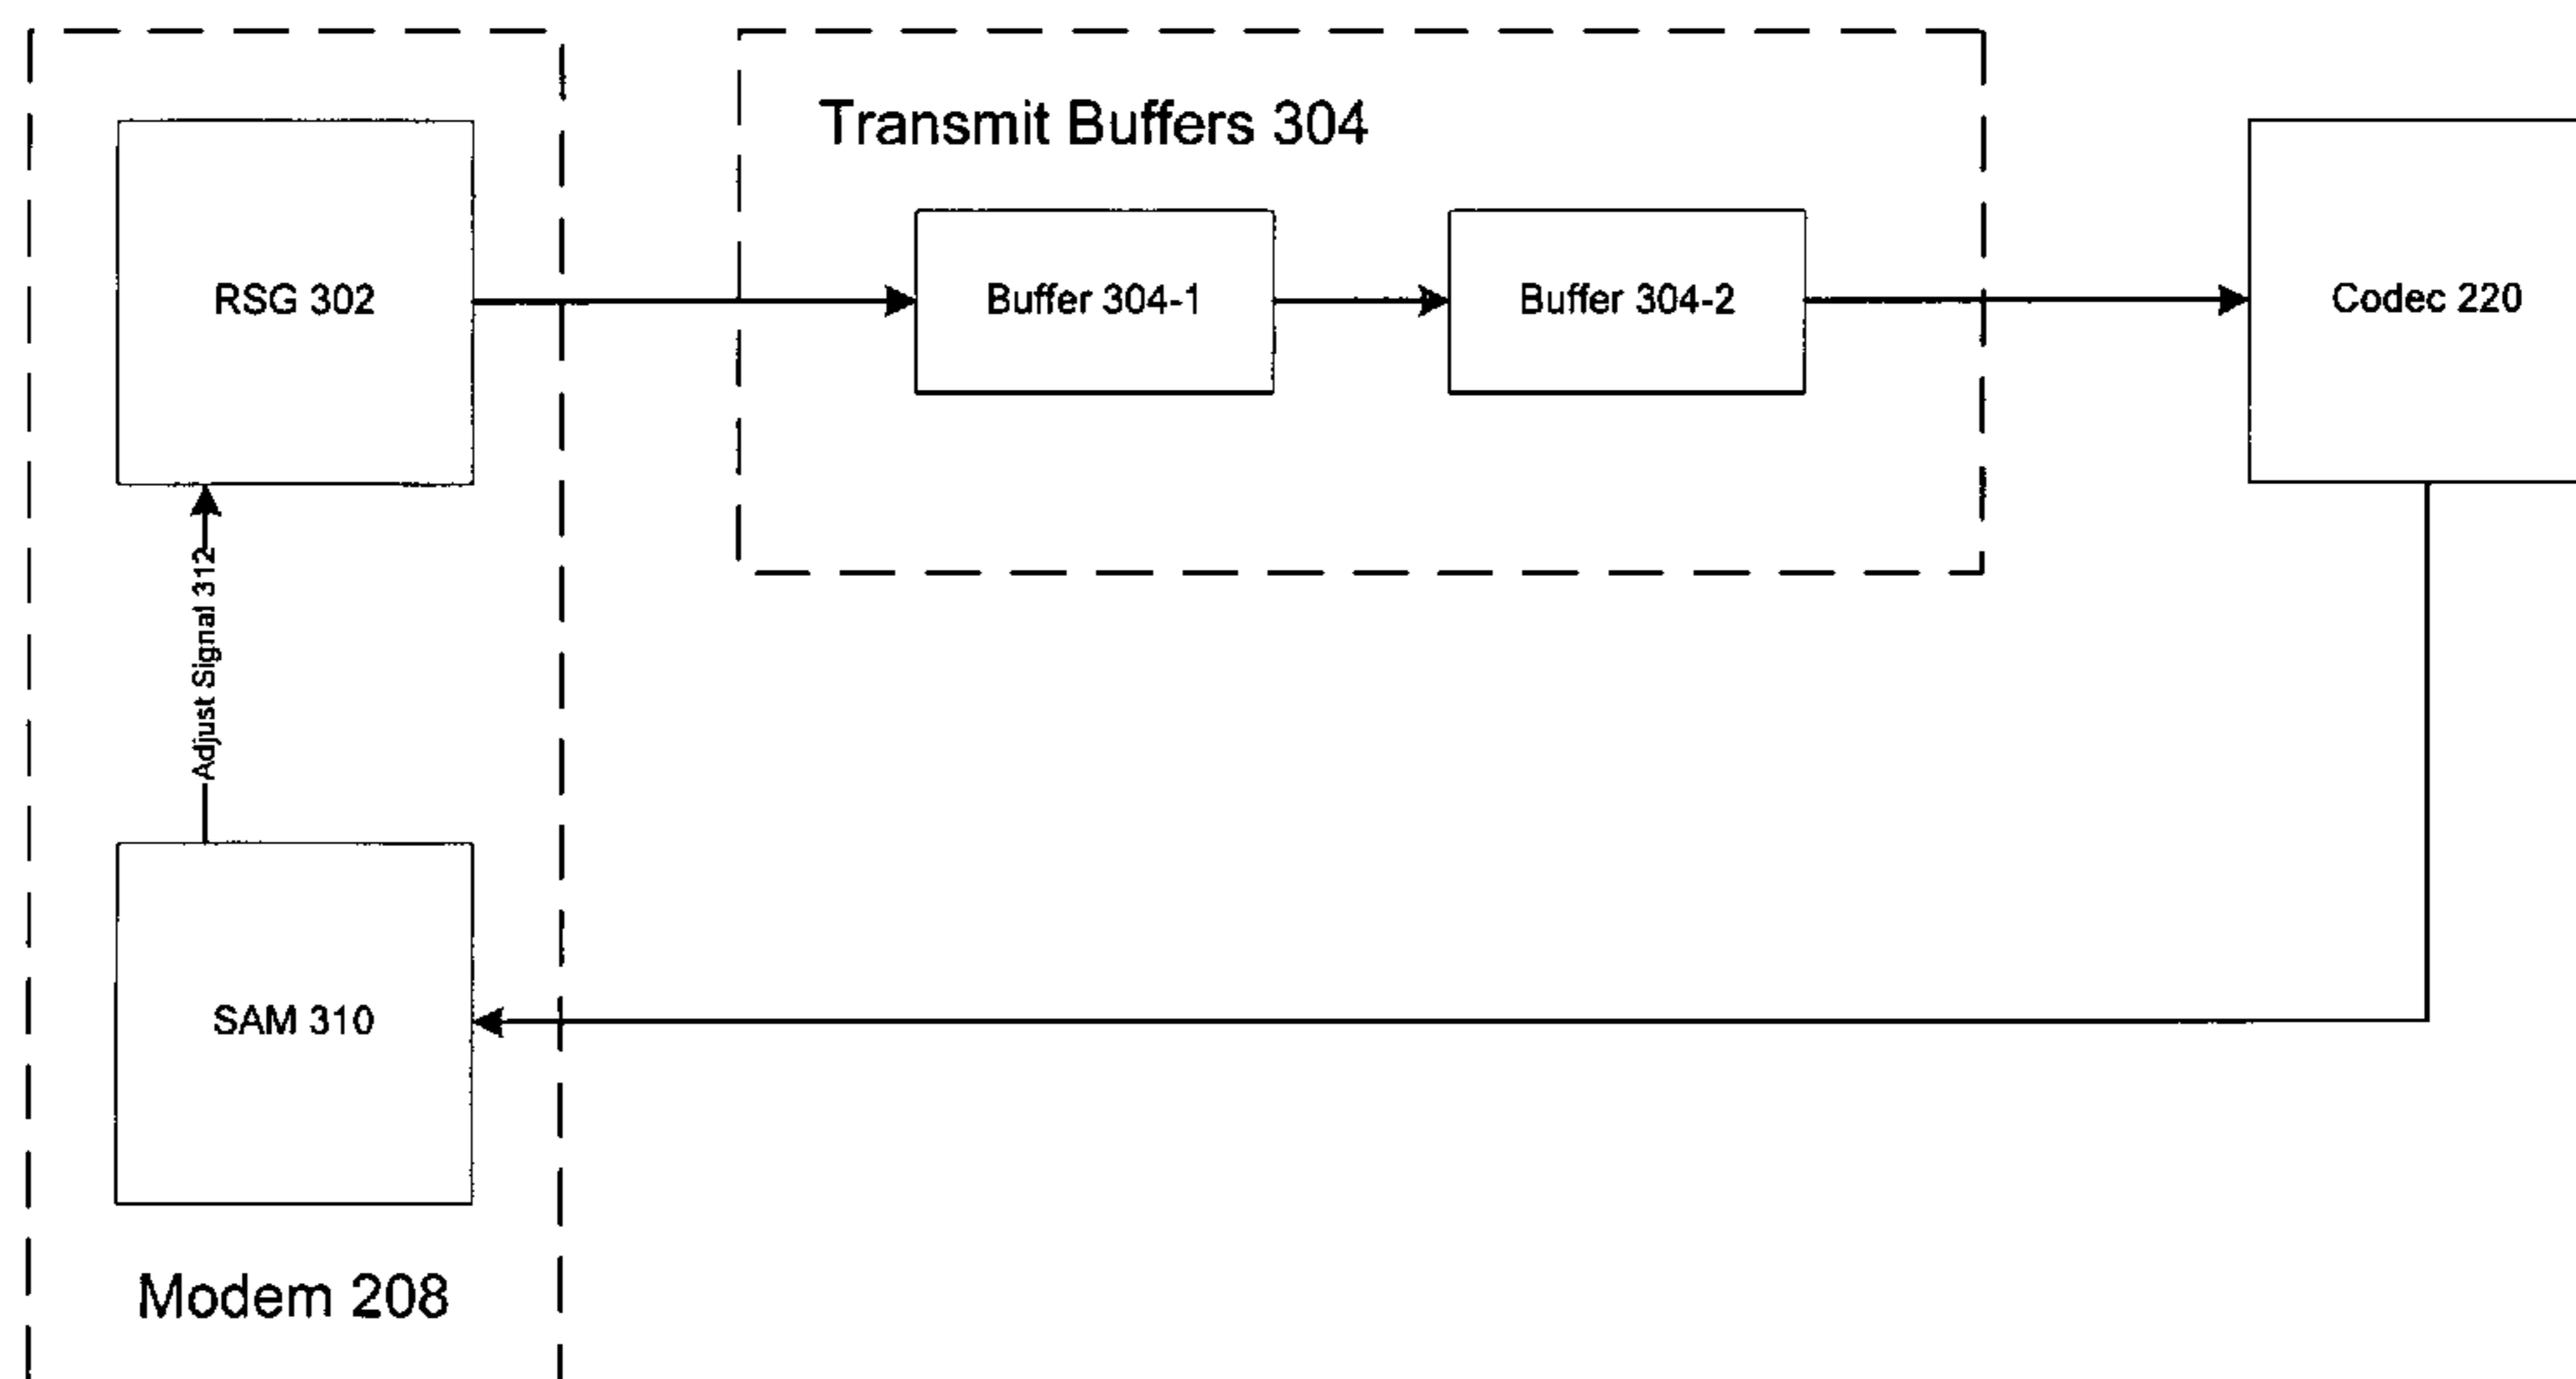 Transmit Buffers 304
RSG 302
Buffer 304-1
Buffer 304-2
Codec 220
Adjust Signal 312
SAM 310
Modem 208